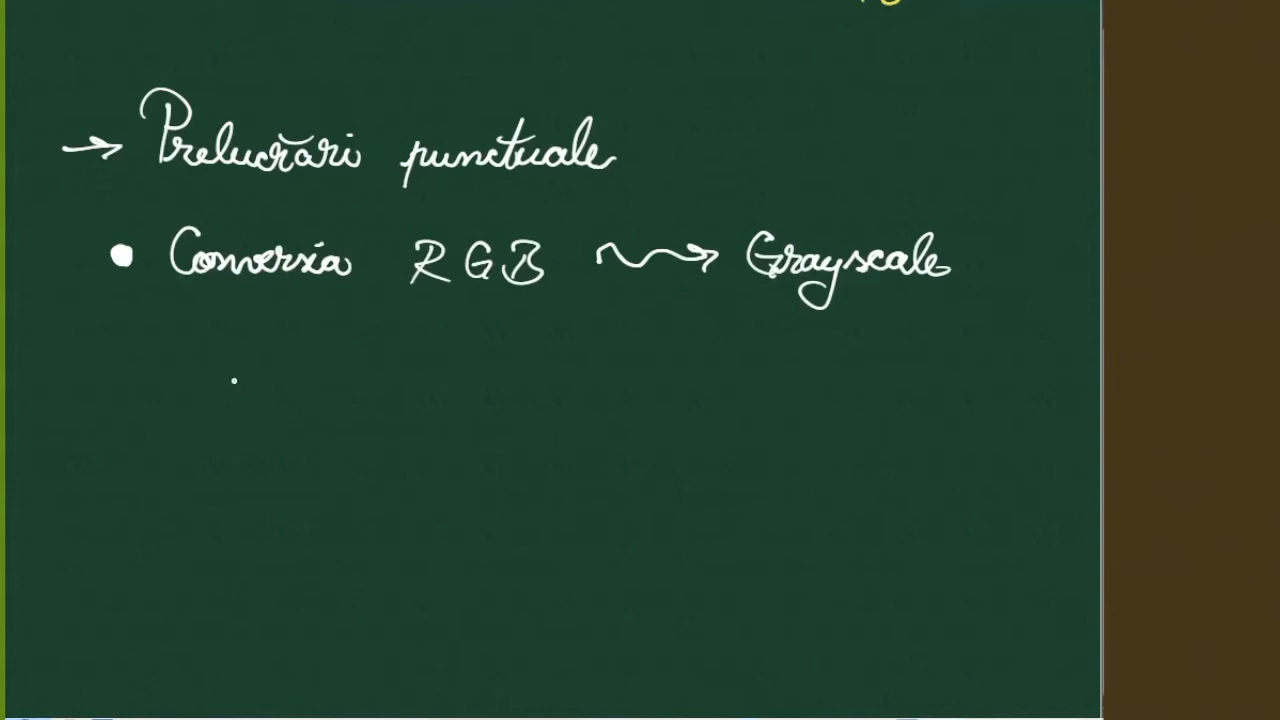 → Prelucrări punctuale
• Conversia RGB ⇝ Grayscale